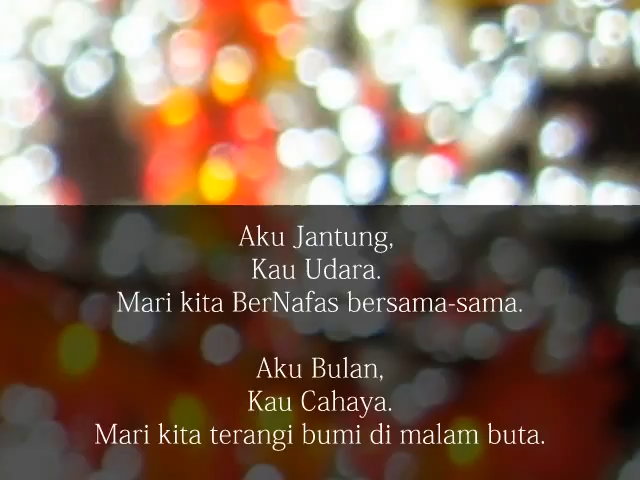 Aku Jantung,
Kau Udara.
Mari kita BerNafas bersama-sama.
Aku Bulan,
Kau Cahaya.
Mari kita terangi bumi di malam buta.